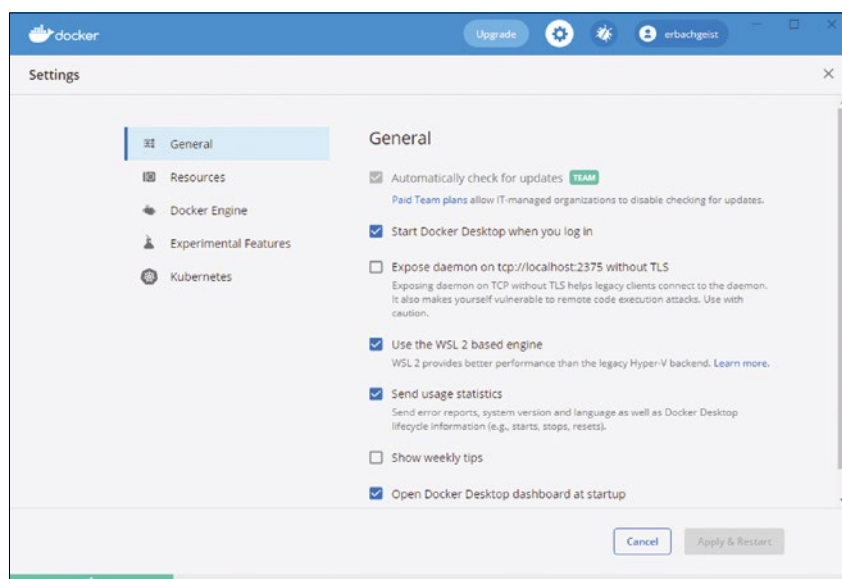 docker
Upgrade
erbachgeist
Settings
General
Resources
Docker Engine
Experimental Features
Kubernetes
General
Automatically check for updates TEAM
Paid Team plans allow IT-managed organizations to disable checking for updates.
Start Docker Desktop when you log in
Expose daemon on tcp://localhost:2375 without TLS
Exposing daemon on TCP without TLS helps legacy clients connect to the daemon.
It also makes yourself vulnerable to remote code execution attacks. Use with
caution.
Use the WSL 2 based engine
WSL 2 provides better performance than the legacy Hyper-V backend. Learn more.
Send usage statistics
Send error reports, system version and language as well as Docker Desktop
lifecycle information (e.g., starts, stops, resets).
Show weekly tips
Open Docker Desktop dashboard at startup
Cancel
Apply & Restart